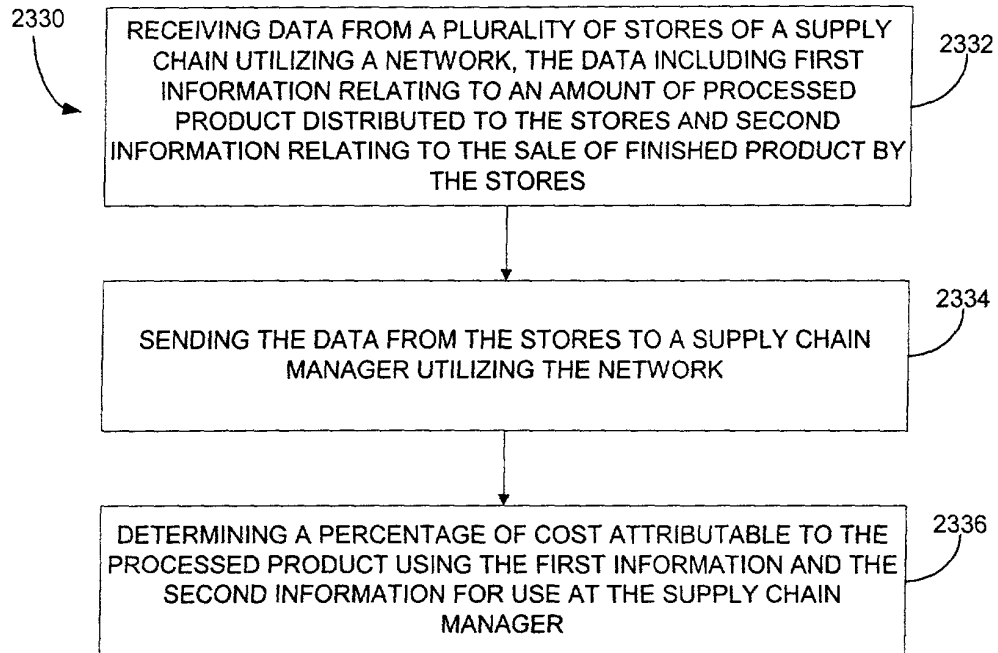 2330
RECEIVING DATA FROM A PLURALITY OF STORES OF A SUPPLY
CHAIN UTILIZING A NETWORK, THE DATA INCLUDING FIRST
INFORMATION RELATING TO AN AMOUNT OF PROCESSED
PRODUCT DISTRIBUTED TO THE STORES AND SECOND
INFORMATION RELATING TO THE SALE OF FINISHED PRODUCT BY
THE STORES
2332
SENDING THE DATA FROM THE STORES TO A SUPPLY CHAIN
MANAGER UTILIZING THE NETWORK
2334
DETERMINING A PERCENTAGE OF COST ATTRIBUTABLE TO THE
PROCESSED PRODUCT USING THE FIRST INFORMATION AND THE
SECOND INFORMATION FOR USE AT THE SUPPLY CHAIN
MANAGER
2336